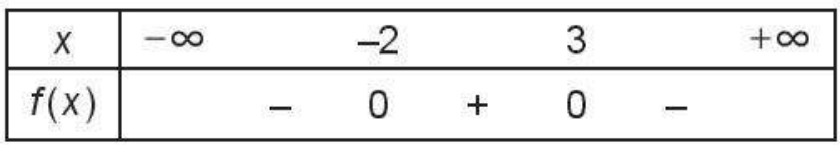 x −∞ –2 3 +∞
f(x) – 0 + 0 –